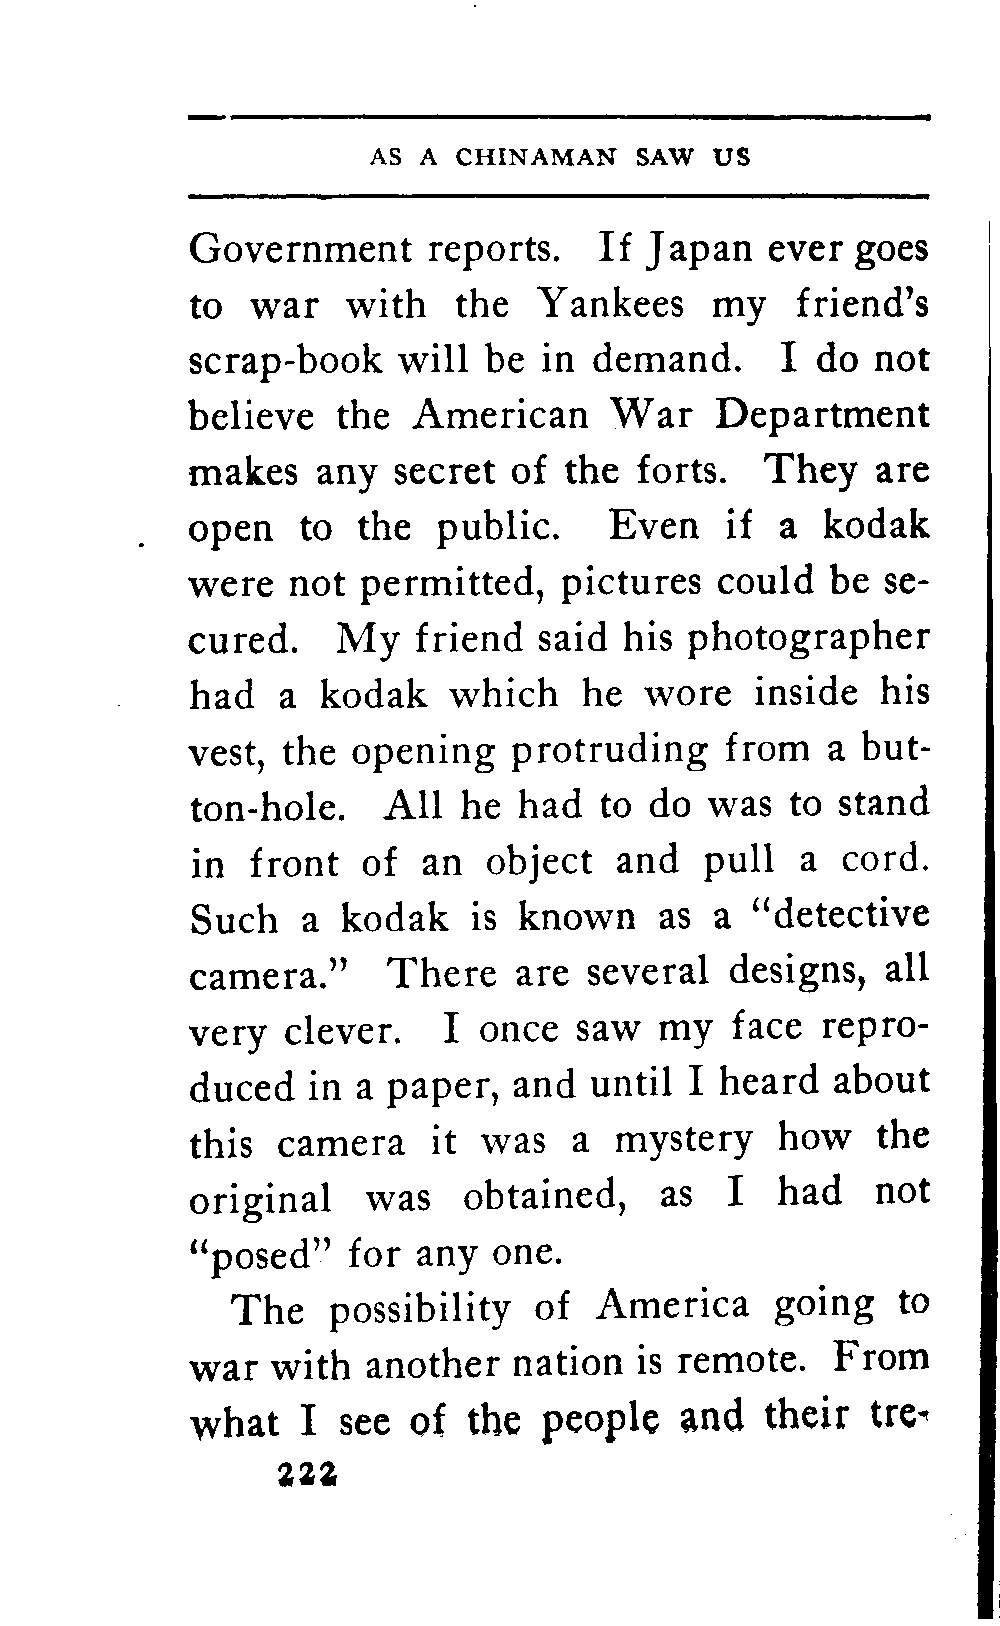 AS A CHINAMAN SAW US
Government reports. If Japan ever goes
to war with the Yankees my friend's
scrap-book will be in demand. I do not
believe the American War Department
makes any secret of the forts. They are
open to the public. Even if a kodak
were not permitted, pictures could be se-
cured. My friend said his photographer
had a kodak which he wore inside his
vest, the opening protruding from a but-
ton-hole. All he had to do was to stand
in front of an object and pull a cord.
Such a kodak is known as a "detective
camera." There are several designs, all
very clever. I once saw my face repro-
duced in a paper, and until I heard about
this camera it was a mystery how the
original was obtained, as I had not
"posed" for any one.
The possibility of America going to
war with another nation is remote. From
what I see of the people and their tre-
222